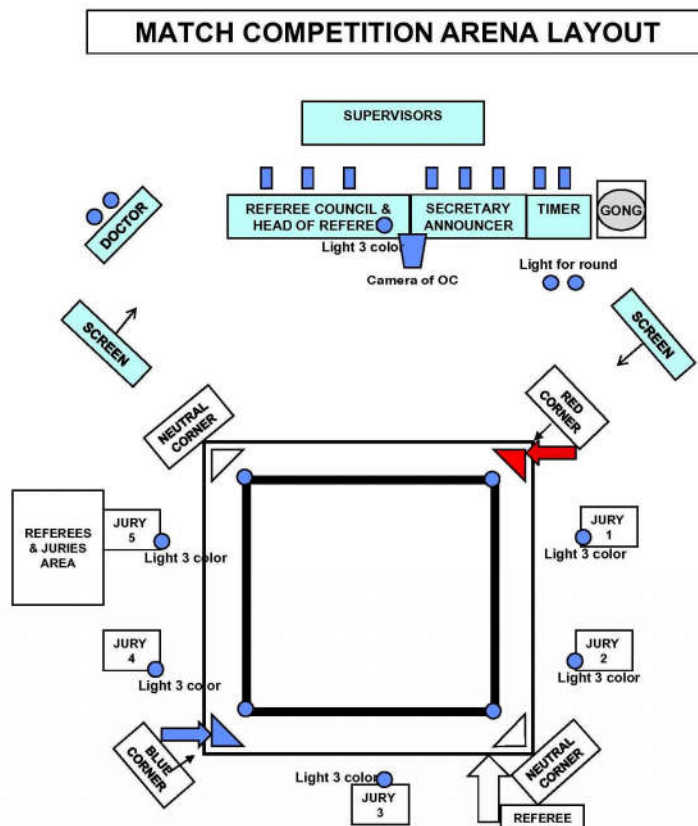 MATCH COMPETITION ARENA LAYOUT
SUPERVISORS
DOCTOR
REFEREE COUNCIL &
HEAD OF REFERE
SECRETARY
ANNOUNCER
TIMER
GONG
Light 3 color
Camera of OC
Light for round
SCREEN
SCREEN
NEUTRAL
CORNER
RED
CORNER
REFEREES
& JURIES
AREA
JURY
5
Light 3 color
JURY
1
Light 3 color
JURY
4
Light 3 color
JURY
2
Light 3 color
BLUE
CORNER
Light 3 color
JURY
3
NEUTRAL
CORNER
REFEREE